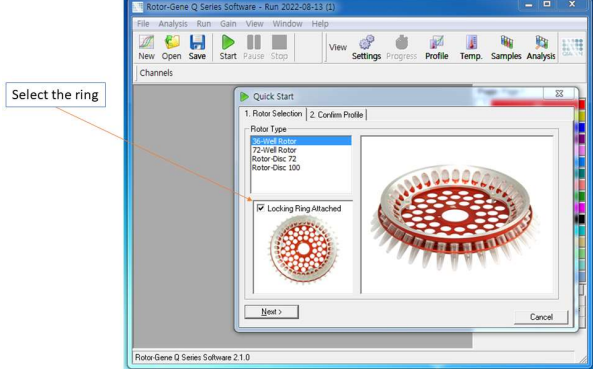 Rotor-Gene Q Series Software - Run 2022-08-13 (1)
File Analysis Run Gain View Window Help
New Open Save Start Pause Stop View Settings Progress Profile Temp. Samples Analysis
Channels
Select the ring
Quick Start
1. Rotor Selection 2. Confirm Profile
Rotor Type
36-Well Rotor
72-Well Rotor
Rotor-Disc 72
Rotor-Disc 100
Locking Ring Attached
Next >
Cancel
Rotor-Gene Q Series Software 2.1.0